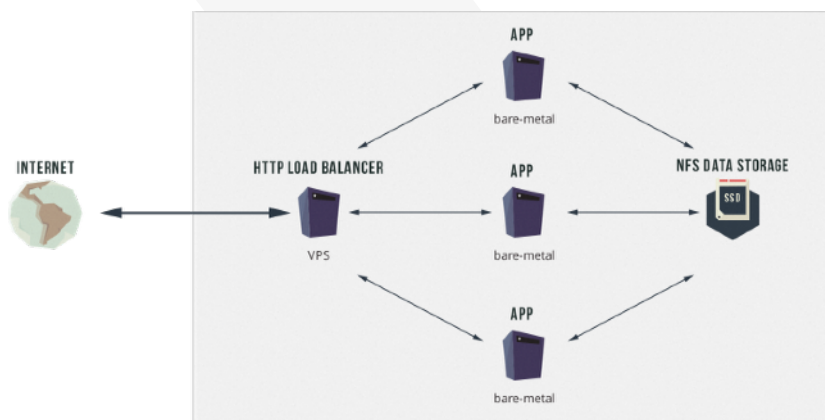 APP
bare-metal
INTERNET
HTTP LOAD BALANCER
VPS
APP
bare-metal
NFS DATA STORAGE
SSD
APP
bare-metal